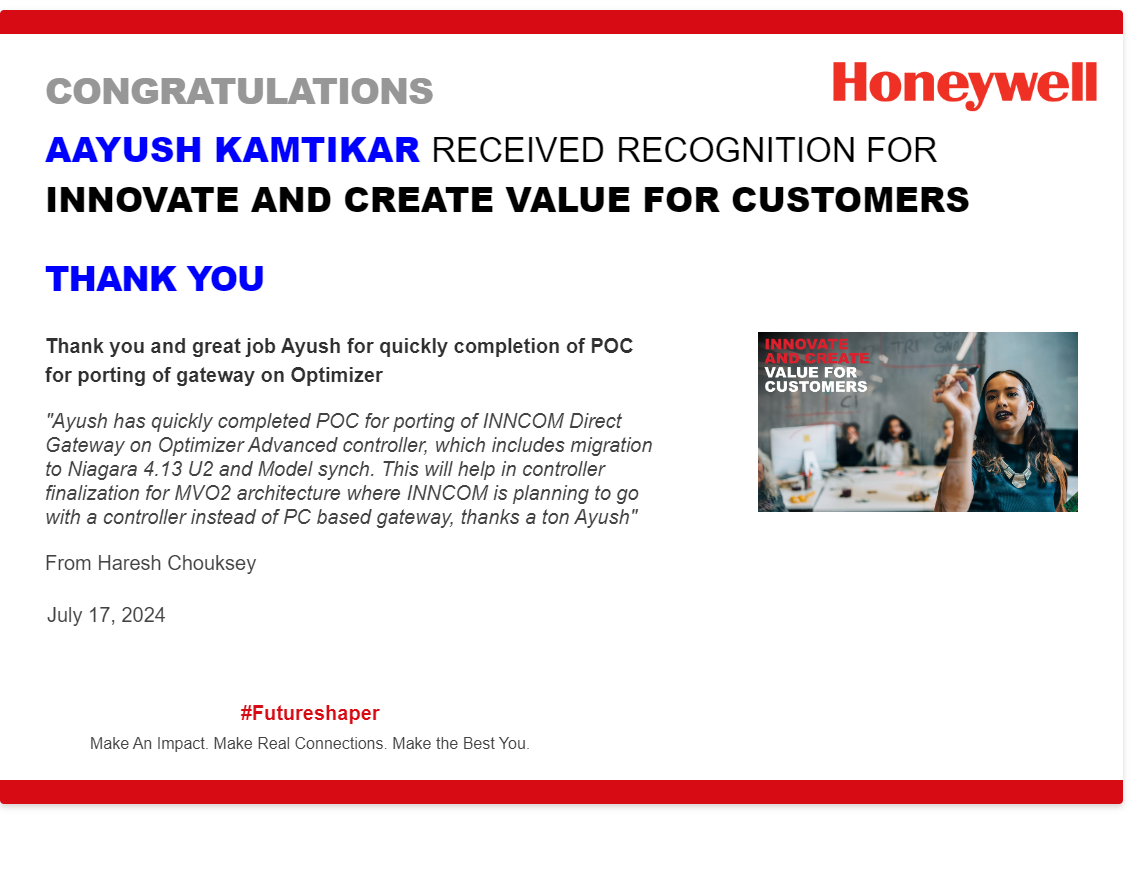 CONGRATULATIONS
Honeywell
AAYUSH KAMTIKAR RECEIVED RECOGNITION FOR
INNOVATE AND CREATE VALUE FOR CUSTOMERS
THANK YOU
Thank you and great job Ayush for quickly completion of POC
for porting of gateway on Optimizer
"Ayush has quickly completed POC for porting of INNCOM Direct
Gateway on Optimizer Advanced controller, which includes migration
to Niagara 4.13 U2 and Model synch. This will help in controller
finalization for MVO2 architecture where INNCOM is planning to go
with a controller instead of PC based gateway, thanks a ton Ayush"
From Haresh Chouksey
July 17, 2024
INNOVATE
AND CREATE
VALUE FOR
CUSTOMERS
#Futureshaper
Make An Impact. Make Real Connections. Make the Best You.